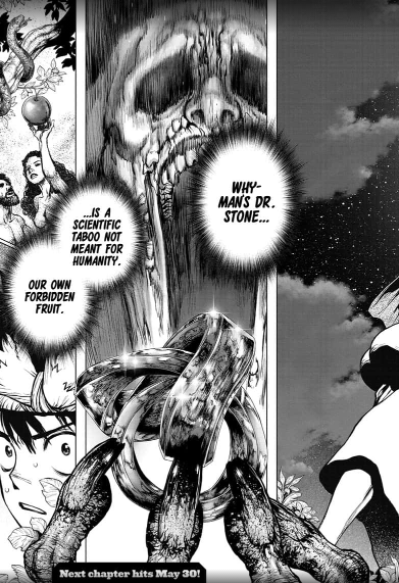 WHY-
MAN'S DR.
STONE...
...IS A
SCIENTIFIC
TABOO NOT
MEANT FOR
HUMANITY.
OUR OWN
FORBIDDEN
FRUIT.
Next chapter hits May 30!